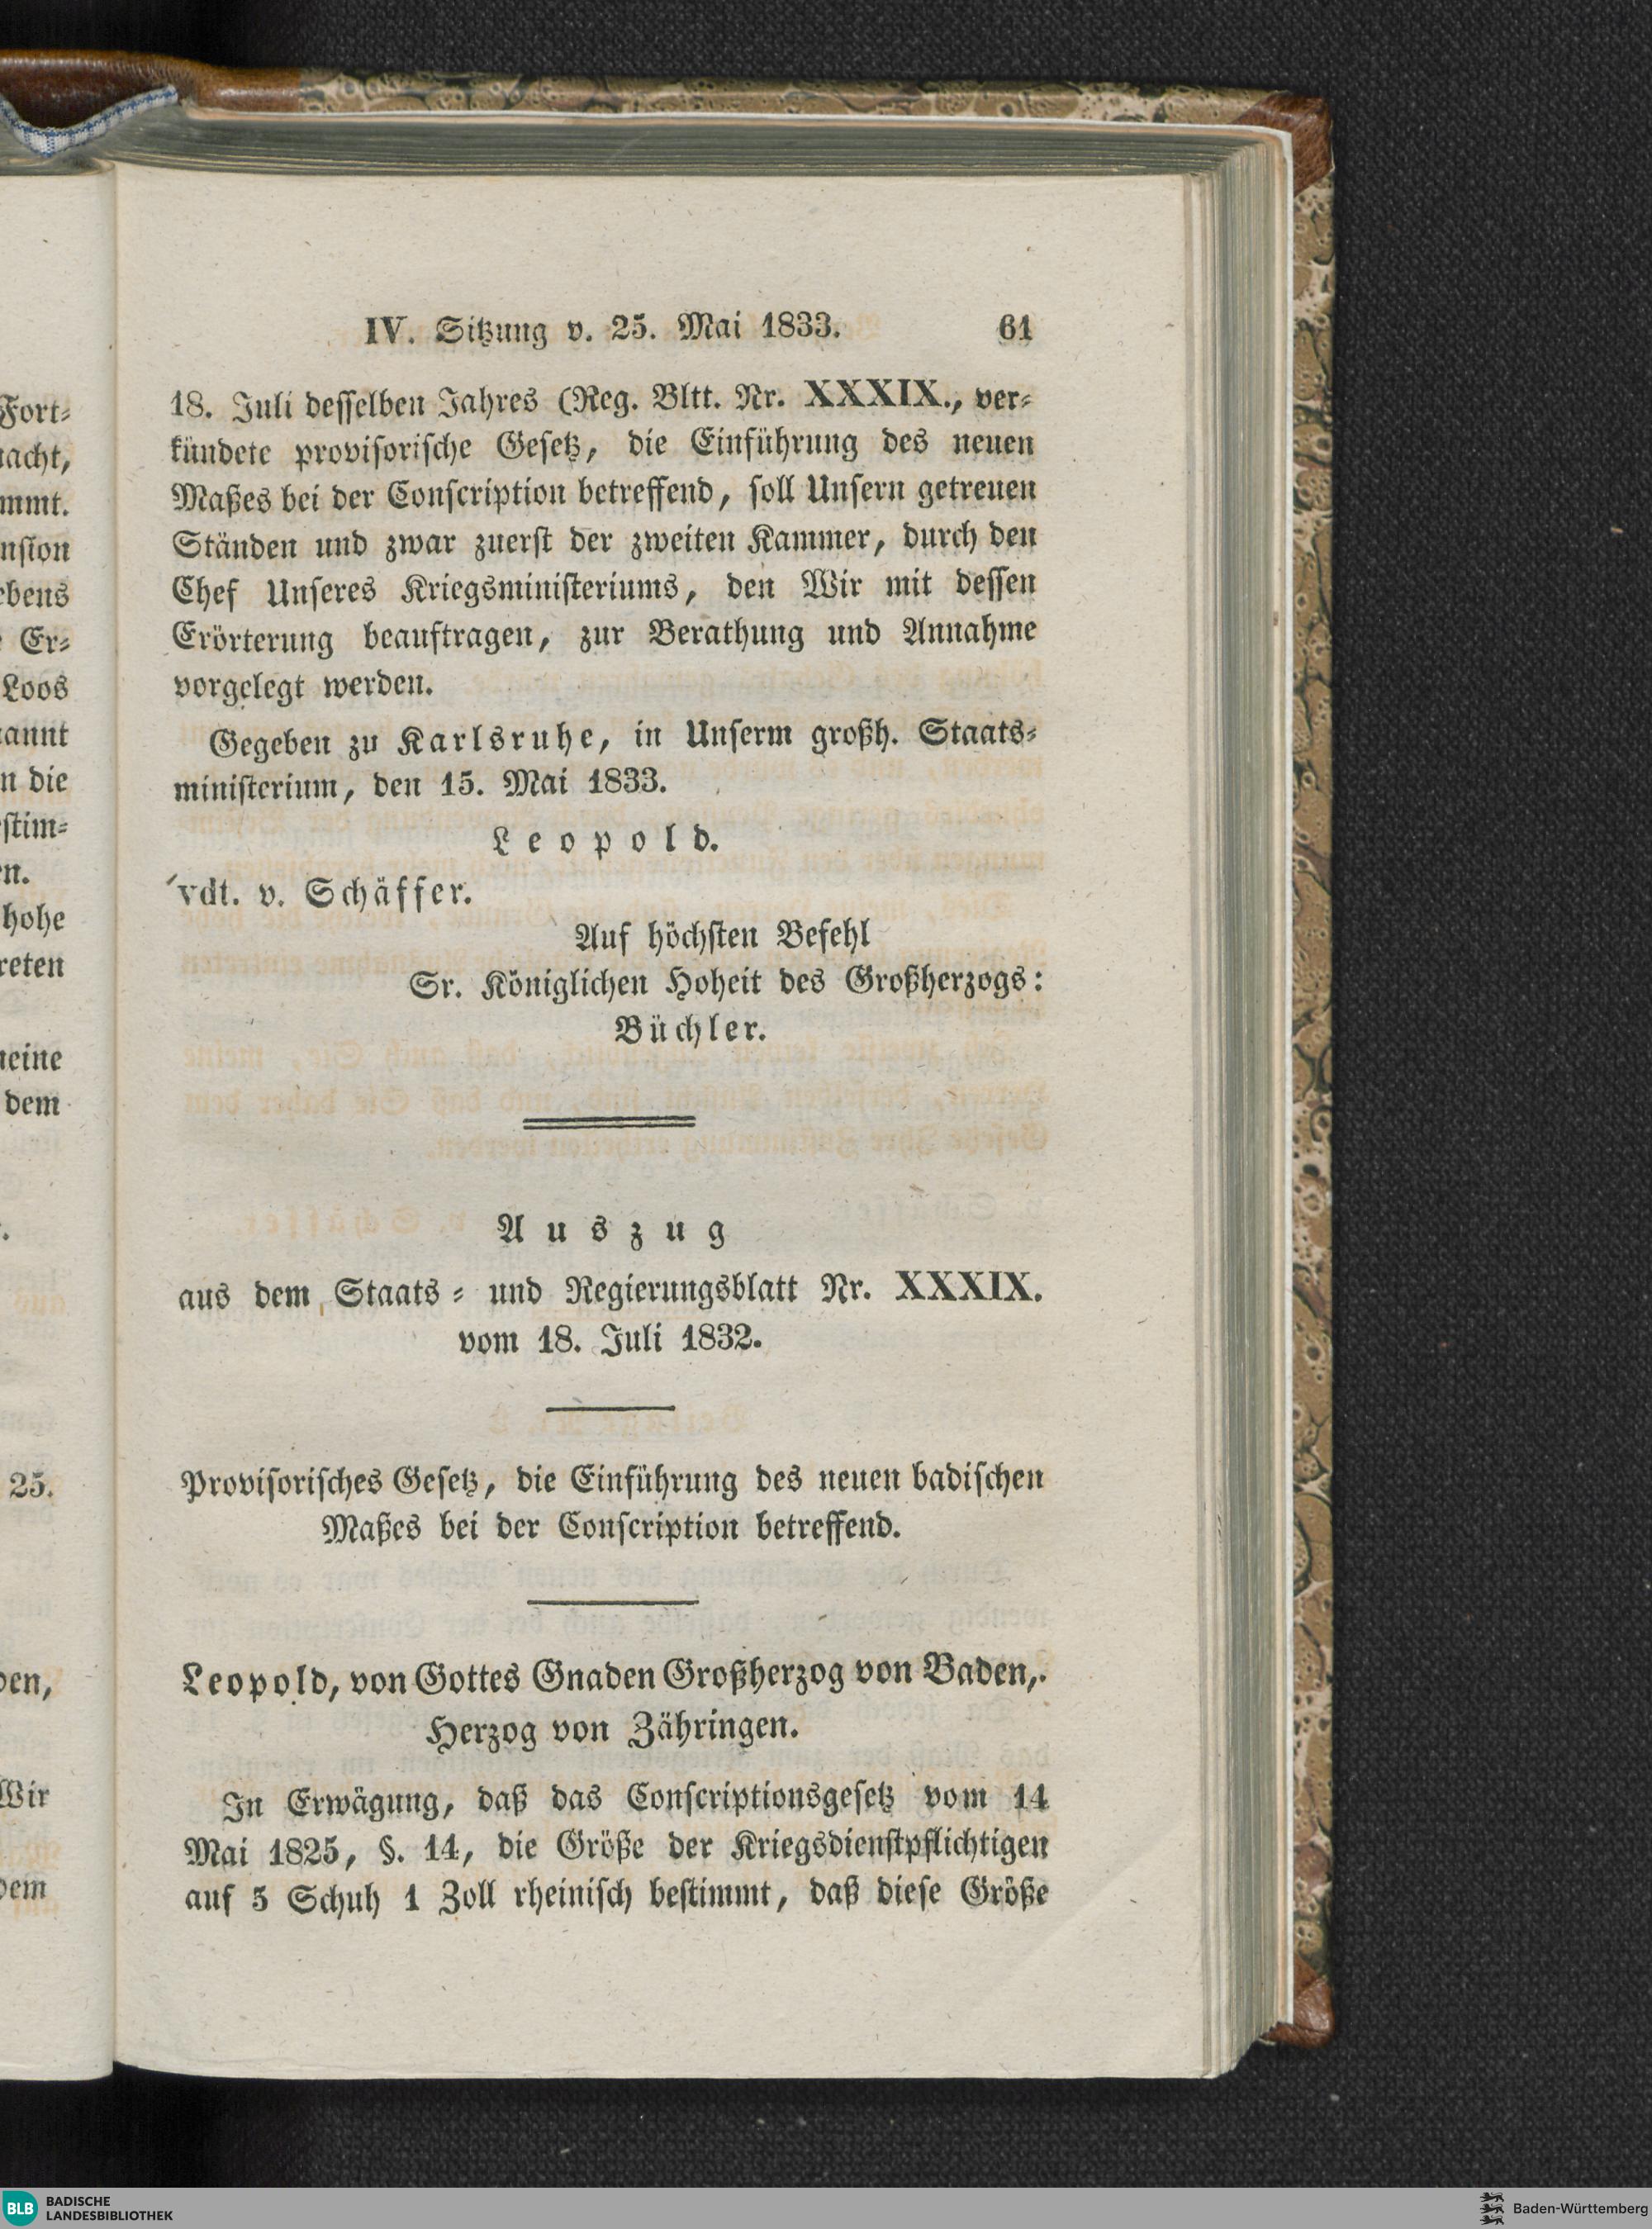 IV. Sitzung v. 25. Mai 1833. 61
18. Juli desselben Jahres (Reg. Bltt. Nr. XXXIX., ver-
kündete provisorische Gesetz, die Einführung des neuen
Maßes bei der Conscription betreffend, soll Unsern getreuen
Ständen und zwar zuerst der zweiten Kammer, durch den
Chef Unseres Kriegsministeriums, den Wir mit dessen
Erörterung beauftragen, zur Berathung und Annahme
vorgelegt werden.
Gegeben zu Karlsruhe, in Unserm großh. Staats-
ministerium, den 15. Mai 1833.
Leopold.
vdt. v. Schäffer.
Auf höchsten Befehl
Sr. Königlichen Hoheit des Großherzogs:
Büchler.
Auszug
aus dem Staats- und Regierungsblatt Nr. XXXIX.
vom 18. Juli 1832.
Provisorisches Gesetz, die Einführung des neuen badischen
Maßes bei der Conscription betreffend.
Leopold, von Gottes Gnaden Großherzog von Baden,
Herzog von Zähringen.
In Erwägung, daß das Conscriptionsgesetz vom 14
Mai 1825, §. 14, die Größe der Kriegsdienstpflichtigen
auf 5 Schuh 1 Zoll rheinisch bestimmt, daß diese Größe
BLB BADISCHE
LANDESBIBLIOTHEK
Baden-Württemberg